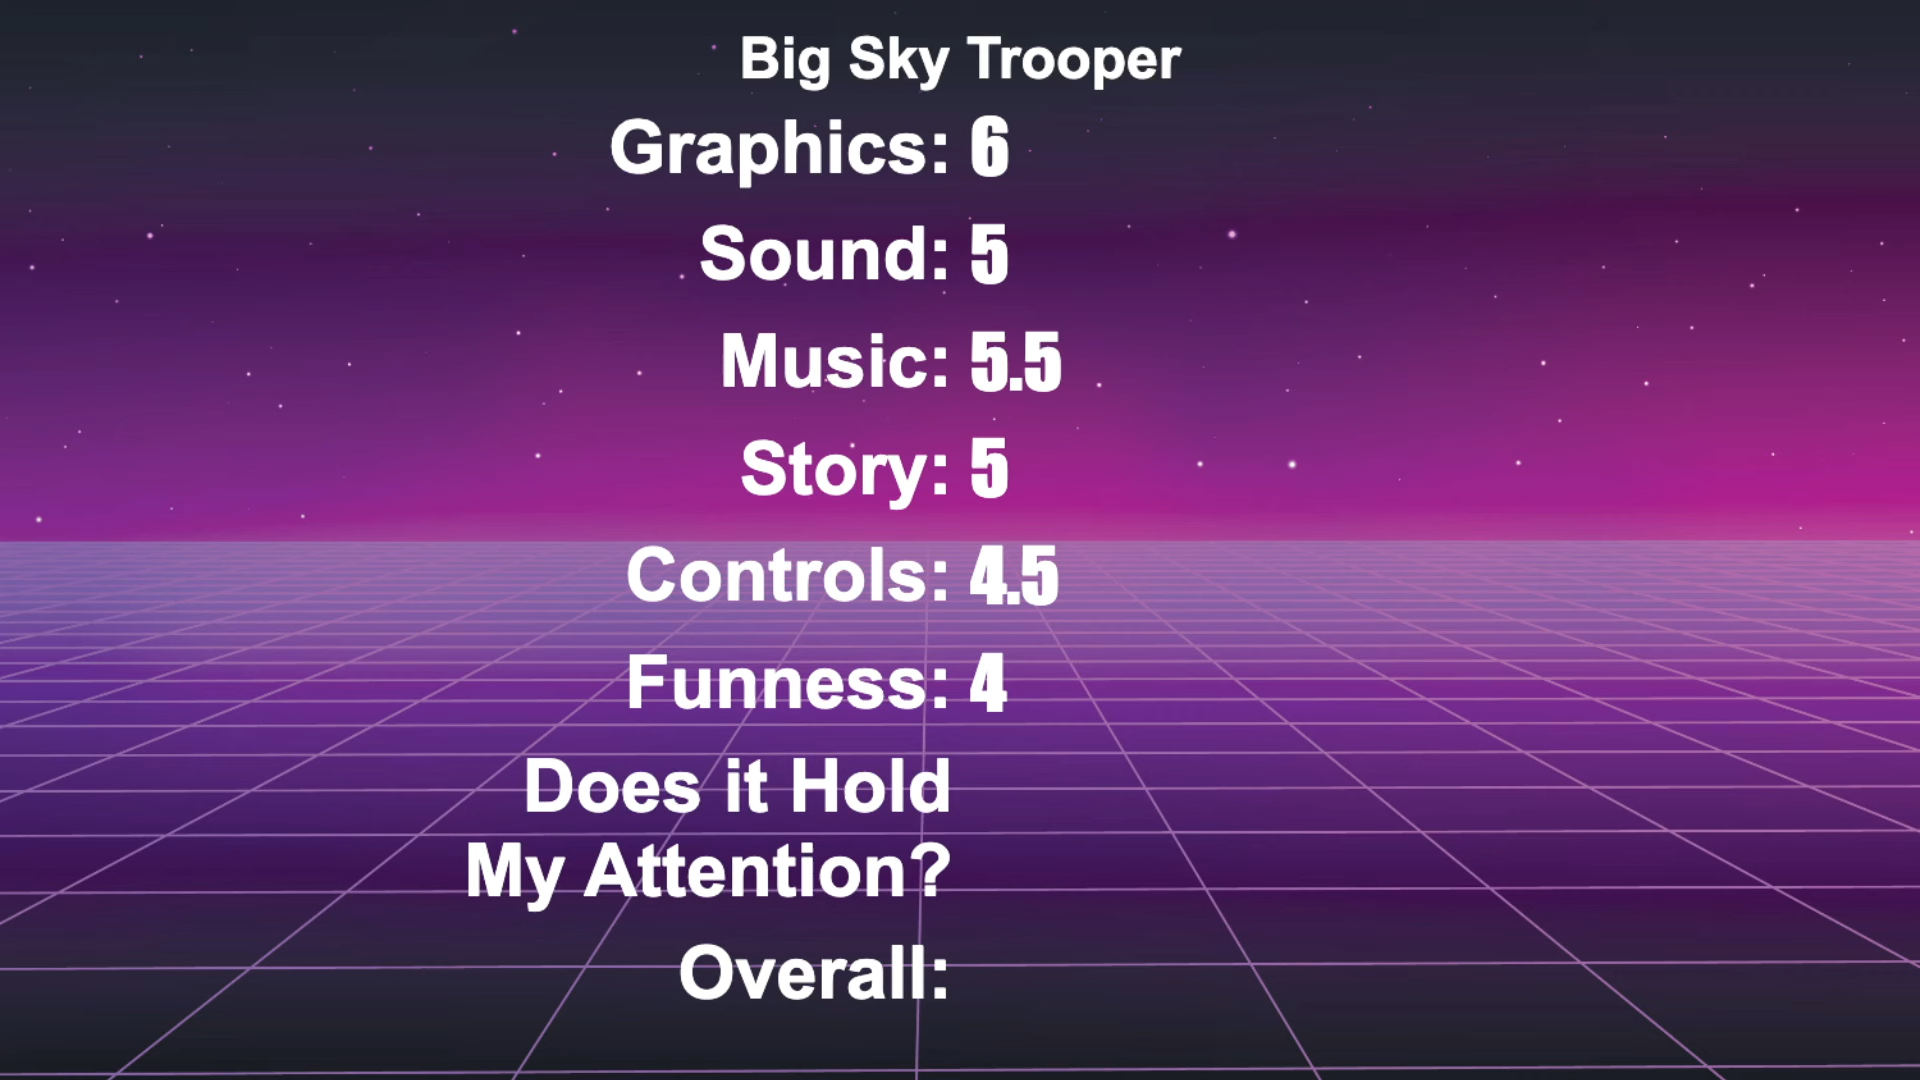 Big Sky Trooper
Graphics: 6
Sound: 5
Music: 5.5
Story: 5
Controls: 4.5
Funness: 4
Does it Hold
My Attention?
Overall: